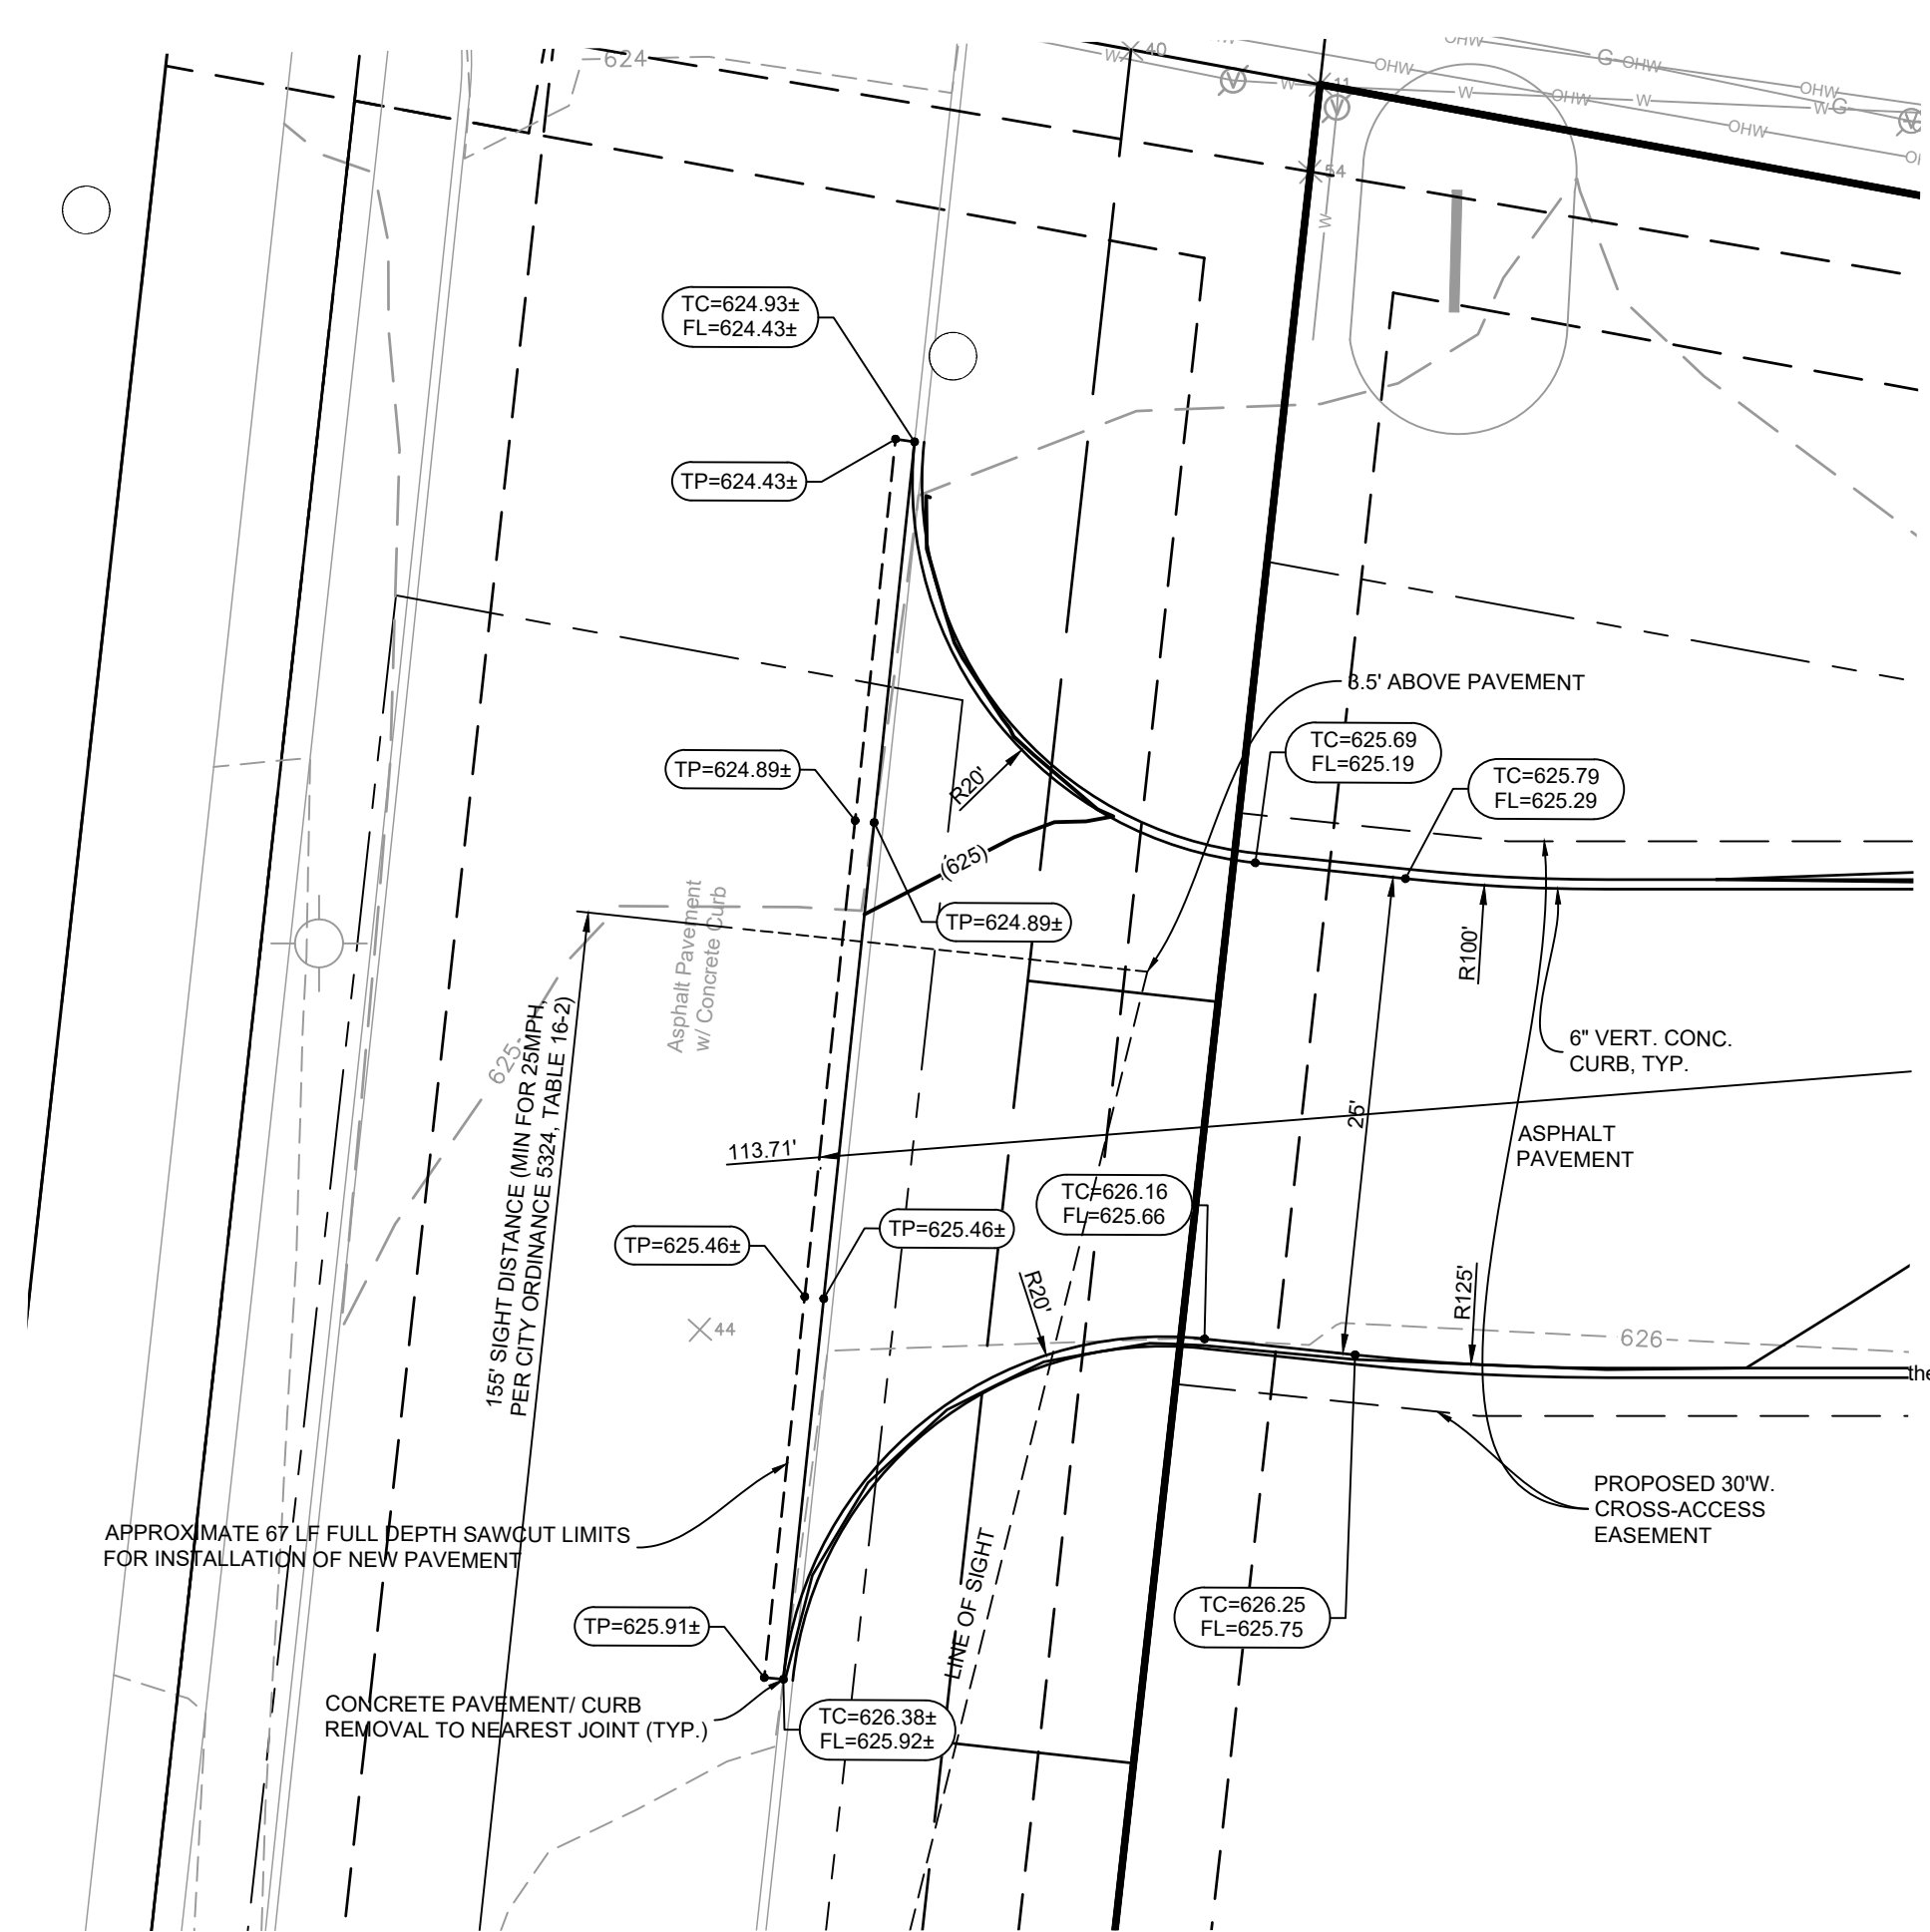 624
40
OHW
OHW
G
OHW
W
W
11
W
OHW
W
OHW
W
G
OHW
54
W
TC=624.93±
FL=624.43±
TP=624.43±
3.5' ABOVE PAVEMENT
TC=625.69
FL=625.19
TC=625.79
FL=625.29
TP=624.89±
R20'
(625)
TP=624.89±
Asphalt Pavement
w/ Concrete Curb
R100'
625
155' SIGHT DISTANCE (MIN FOR 25MPH,
PER CITY ORDINANCE 5324, TABLE 16-2)
6" VERT. CONC.
CURB, TYP.
25'
113.71'
ASPHALT
PAVEMENT
TC=626.16
FL=625.66
TP=625.46±
TP=625.46±
R20'
R125'
44
626
the
PROPOSED 30'W.
CROSS-ACCESS
EASEMENT
APPROXIMATE 67 LF FULL DEPTH SAWCUT LIMITS
FOR INSTALLATION OF NEW PAVEMENT
LINE OF SIGHT
TC=626.25
FL=625.75
TP=625.91±
CONCRETE PAVEMENT/ CURB
REMOVAL TO NEAREST JOINT (TYP.)
TC=626.38±
FL=625.92±